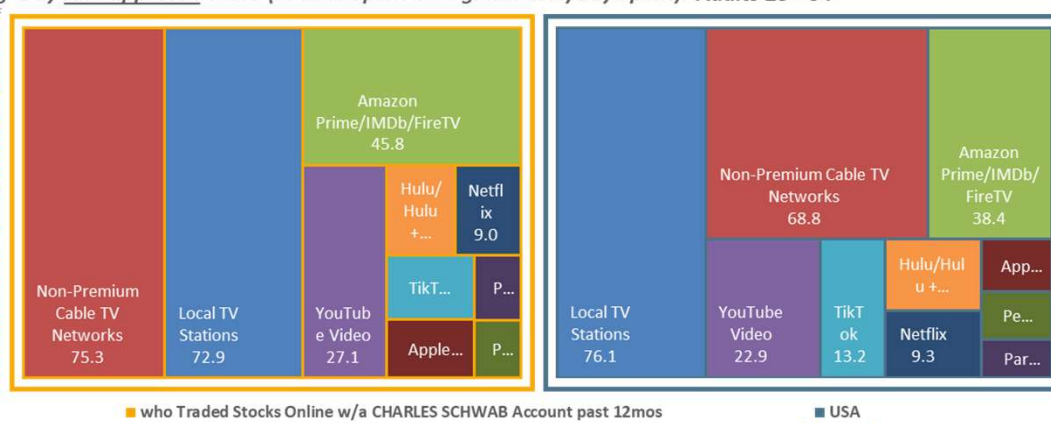 Adults 18 - 64
Amazon
Prime/IMDb/FireTV
45.8
Hulu/
Hulu
+...
Netfl
ix
9.0
TikT...
P...
Apple...
P...
Non-Premium
Cable TV
Networks
75.3
Local TV
Stations
72.9
YouTub
e Video
27.1
Non-Premium Cable TV
Networks
68.8
Amazon
Prime/IMDb/
FireTV
38.4
Hulu/Hul
u +...
App...
Pe...
Par...
Local TV
Stations
76.1
YouTube
Video
22.9
TikT
ok
13.2
Netflix
9.3
who Traded Stocks Online w/a CHARLES SCHWAB Account past 12mos
USA